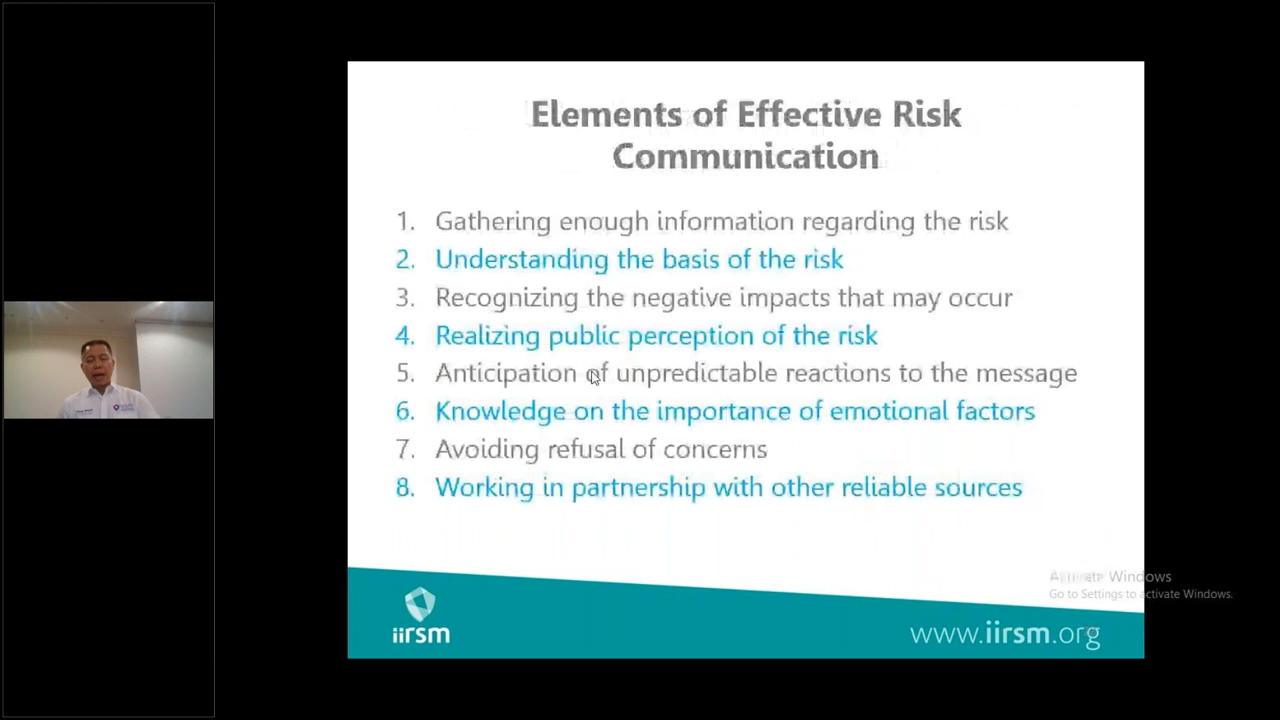 Elements of Effective Risk
Communication
1. Gathering enough information regarding the risk
2. Understanding the basis of the risk
3. Recognizing the negative impacts that may occur
4. Realizing public perception of the risk
5. Anticipation of unpredictable reactions to the message
6. Knowledge on the importance of emotional factors
7. Avoiding refusal of concerns
8. Working in partnership with other reliable sources
Activate Windows
Go to Settings to activate Windows.
iirsm
www.iirsm.org